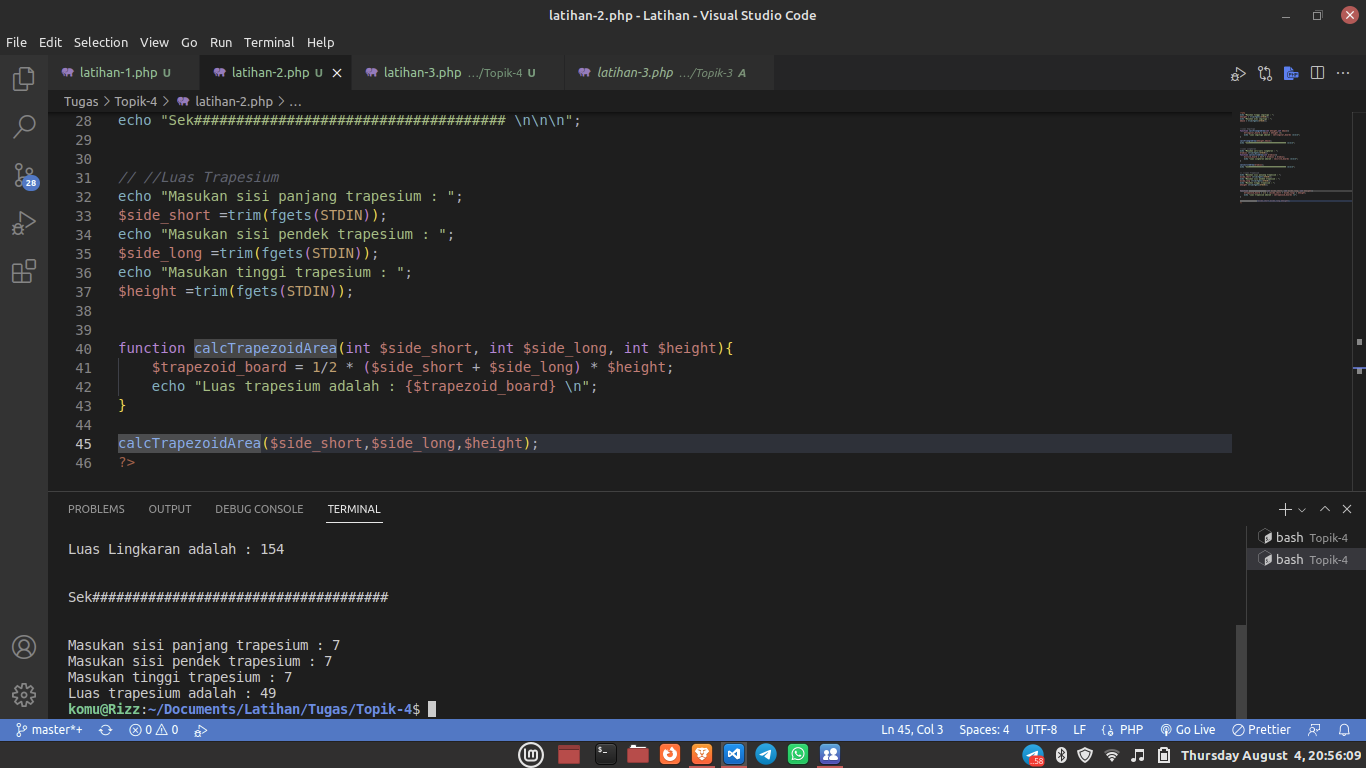 latihan-2.php - Latihan - Visual Studio Code
File Edit Selection View Go Run Terminal Help
latihan-1.php U latihan-2.php U latihan-3.php .../Topik-4 U latihan-3.php .../Topik-3 A
Tugas > Topik-4 > latihan-2.php > ...
28 echo "Sek##################################### \n\n\n";
29
30
31 // //Luas Trapesium
32 echo "Masukan sisi panjang trapesium : ";
33 $side_short =trim(fgets(STDIN));
34 echo "Masukan sisi pendek trapesium : ";
35 $side_long =trim(fgets(STDIN));
36 echo "Masukan tinggi trapesium : ";
37 $height =trim(fgets(STDIN));
38
39
40 function calcTrapezoidArea(int $side_short, int $side_long, int $height){
41 $trapezoid_board = 1/2 * ($side_short + $side_long) * $height;
42 echo "Luas trapesium adalah : {$trapezoid_board} \n";
43 }
44
45 calcTrapezoidArea($side_short,$side_long,$height);
46 ?>
PROBLEMS OUTPUT DEBUG CONSOLE TERMINAL
Luas Lingkaran adalah : 154
bash Topik-4
bash Topik-4
Sek#####################################
Masukan sisi panjang trapesium : 7
Masukan sisi pendek trapesium : 7
Masukan tinggi trapesium : 7
Luas trapesium adalah : 49
komu@Rizz:~/Documents/Latihan/Tugas/Topik-4$
28
master*+ 0 0 Ln 45, Col 3 Spaces: 4 UTF-8 LF PHP Go Live Prettier
58 Thursday August 4, 20:56:09